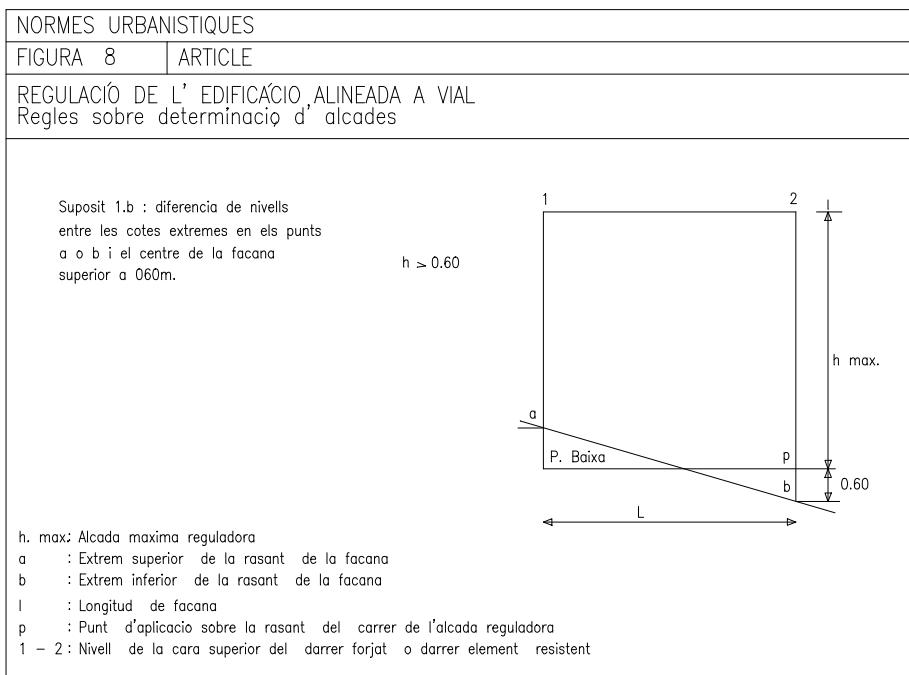 NORMES URBANISTIQUES
FIGURA 8 ARTICLE
REGULACIÓ DE L' EDIFICÁCIO ALINEADA A VIAL
Regles sobre determinacio d' alcades
Suposit 1.b : diferencia de nivells
entre les cotes extremes en els punts
a o b i el centre de la facana
superior a 060m.
h > 0.60
1
2
h max.
a
P. Baixa
p
b
0.60
L
h. max: Alcada maxima reguladora
a : Extrem superior de la rasant de la facana
b : Extrem inferior de la rasant de la facana
l : Longitud de facana
p : Punt d'aplicacio sobre la rasant del carrer de l'alcada reguladora
1 - 2 : Nivell de la cara superior del darrer forjat o darrer element resistent